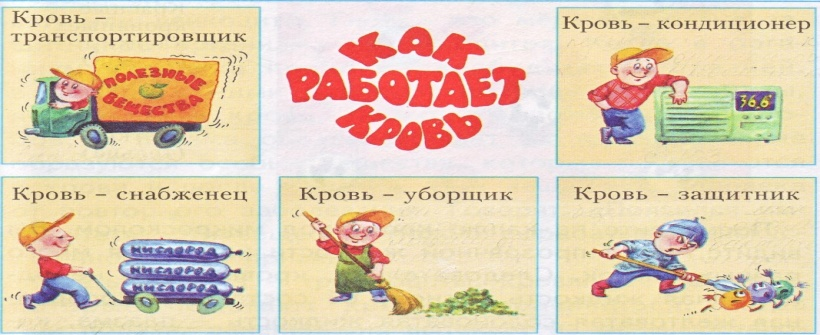 Кровь –
транспортировщик
ПОЛЕЗНЫЕ
ВЕЩЕСТВА
КАК
РАБОТАЕТ
КРОВЬ
Кровь – кондиционер
36,6°
Кровь – снабженец
КИСЛОРОД
КИСЛОРОД
КИСЛОРОД
Кровь – уборщик
Кровь – защитник